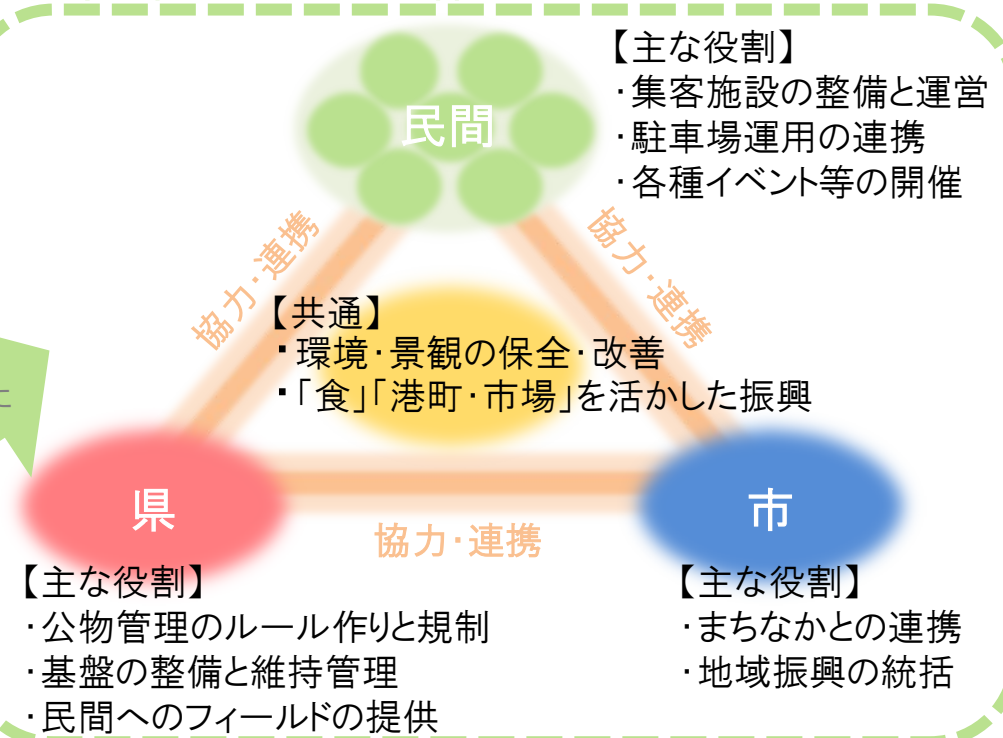 民間
【主な役割】
・集客施設の整備と運営
・駐車場運用の連携
・各種イベント等の開催
協力・連携
協力・連携
【共通】
・環境・景観の保全・改善
・「食」「港町・市場」を活かした振興
に
県
市
協力・連携
【主な役割】
・公物管理のルール作りと規制
・基盤の整備と維持管理
・民間へのフィールドの提供
【主な役割】
・まちなかとの連携
・地域振興の統括